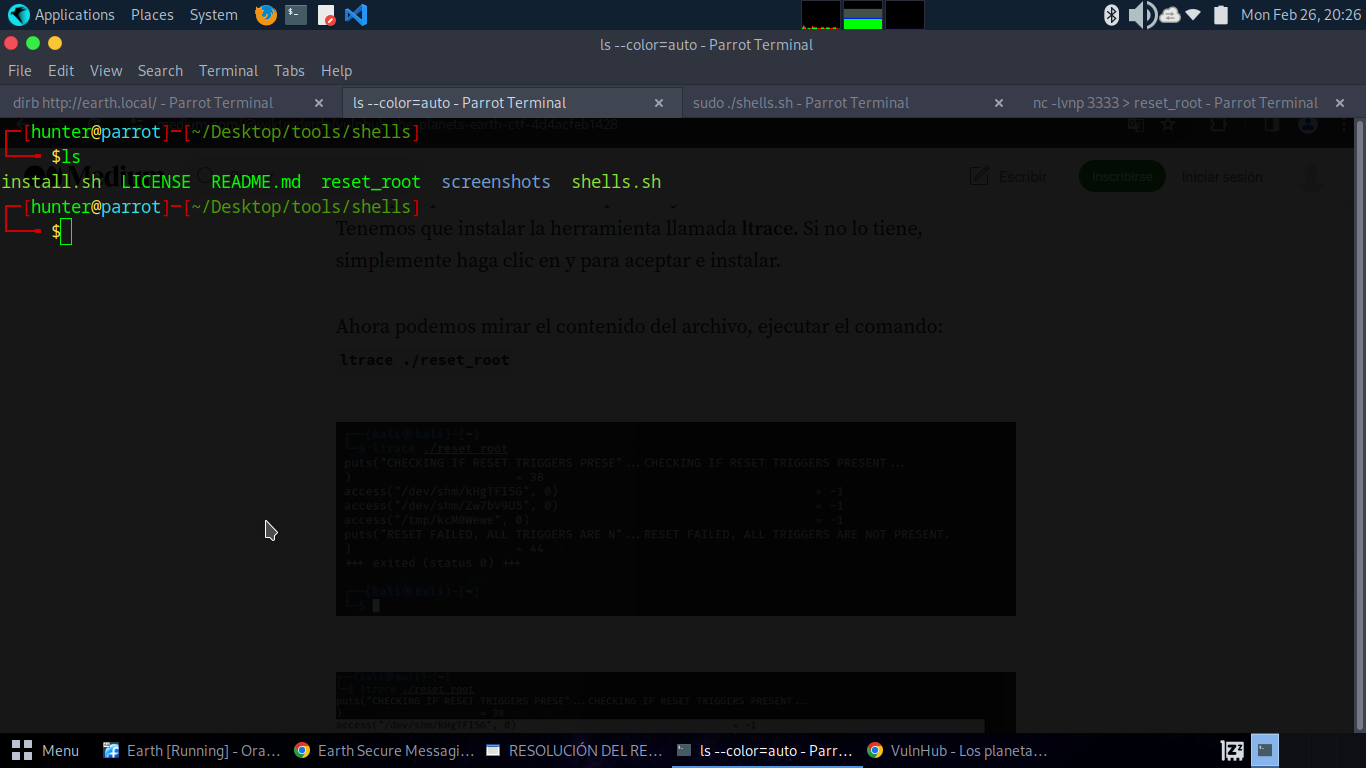 Applications Places System Mon Feb 26, 20:26
ls --color=auto - Parrot Terminal
File Edit View Search Terminal Tabs Help
dirb http://earth.local/ - Parrot Terminal × ls --color=auto - Parrot Terminal × sudo ./shells.sh - Parrot Terminal × nc -lvnp 3333 > reset_root - Parrot Terminal ×
[hunter@parrot]-[~/Desktop/tools/shells]
$ls
install.sh LICENSE README.md reset_root screenshots shells.sh
[hunter@parrot]-[~/Desktop/tools/shells]
$
Escribir Inscribirse Iniciar sesión
Tenemos que instalar la herramienta llamada ltrace. Si no lo tiene,
simplemente haga clic en y para aceptar e instalar.
Ahora podemos mirar el contenido del archivo, ejecutar el comando:
ltrace ./reset_root
(kali㉿kali)-[~]
$ ltrace ./reset_root
puts("CHECKING IF RESET TRIGGERS PRESE"...CHECKING IF RESET TRIGGERS PRESENT...
) = 38
access("/dev/shm/kHgTFI5G", 0) = -1
access("/dev/shm/Zw7bV9U5", 0) = -1
access("/tmp/kcM0Wewe", 0) = -1
puts("RESET FAILED, ALL TRIGGERS ARE N"...RESET FAILED, ALL TRIGGERS ARE NOT PRESENT.
) = 44
+++ exited (status 0) +++
(kali㉿kali)-[~]
$
(kali㉿kali)-[~]
$ ltrace ./reset_root
puts("CHECKING IF RESET TRIGGERS PRESE"...CHECKING IF RESET TRIGGERS PRESENT...
) = 38
access("/dev/shm/kHgTFI5G", 0) = -1
Menu Earth [Running] - Ora... Earth Secure Messagi... RESOLUCIÓN DEL RE... ls --color=auto - Parr... VulnHub - Los planeta...